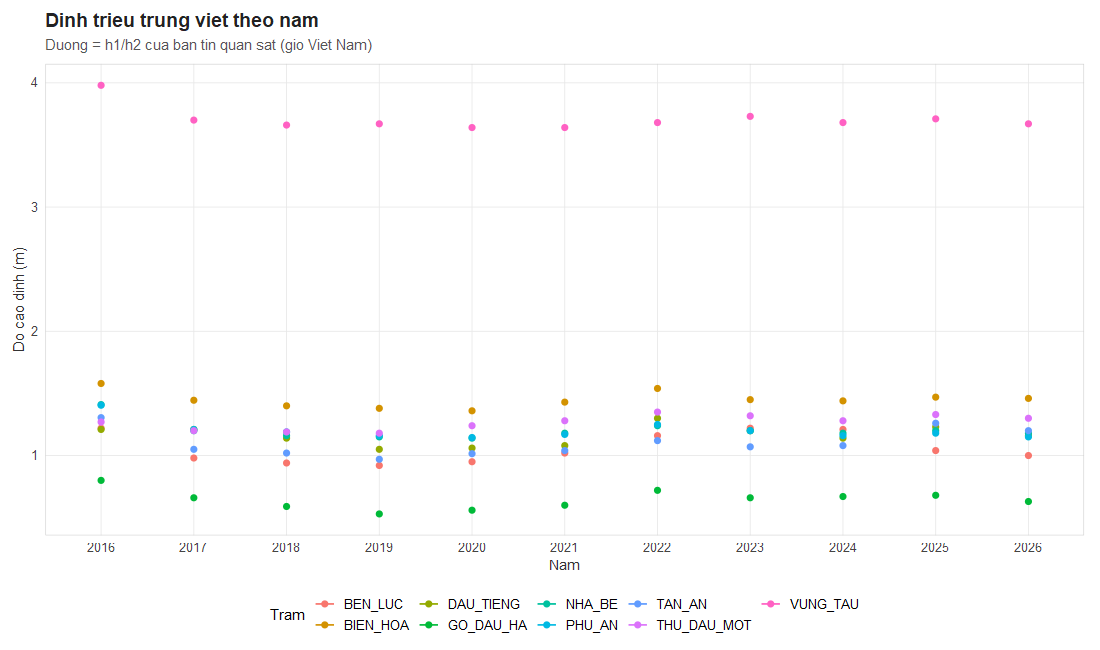 Dinh trieu trung viet theo nam
Duong = h1/h2 cua ban tin quan sat (gio Viet Nam)
Do cao dinh (m)
4
3
2
1
2016 2017 2018 2019 2020 2021 2022 2023 2024 2025 2026
Nam
Tram
BEN_LUC DAU_TIENG NHA_BE TAN_AN VUNG_TAU
BIEN_HOA GO_DAU_HA PHU_AN THU_DAU_MOT